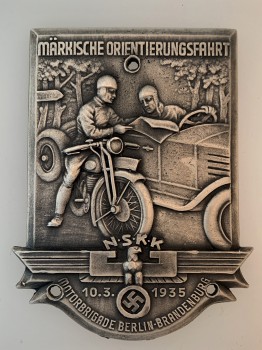 MÄRKISCHE ORIENTIERUNGSFAHRT
N.S.K.K
10.3. 1935
MOTORBRIGADE BERLIN-BRANDENBURG